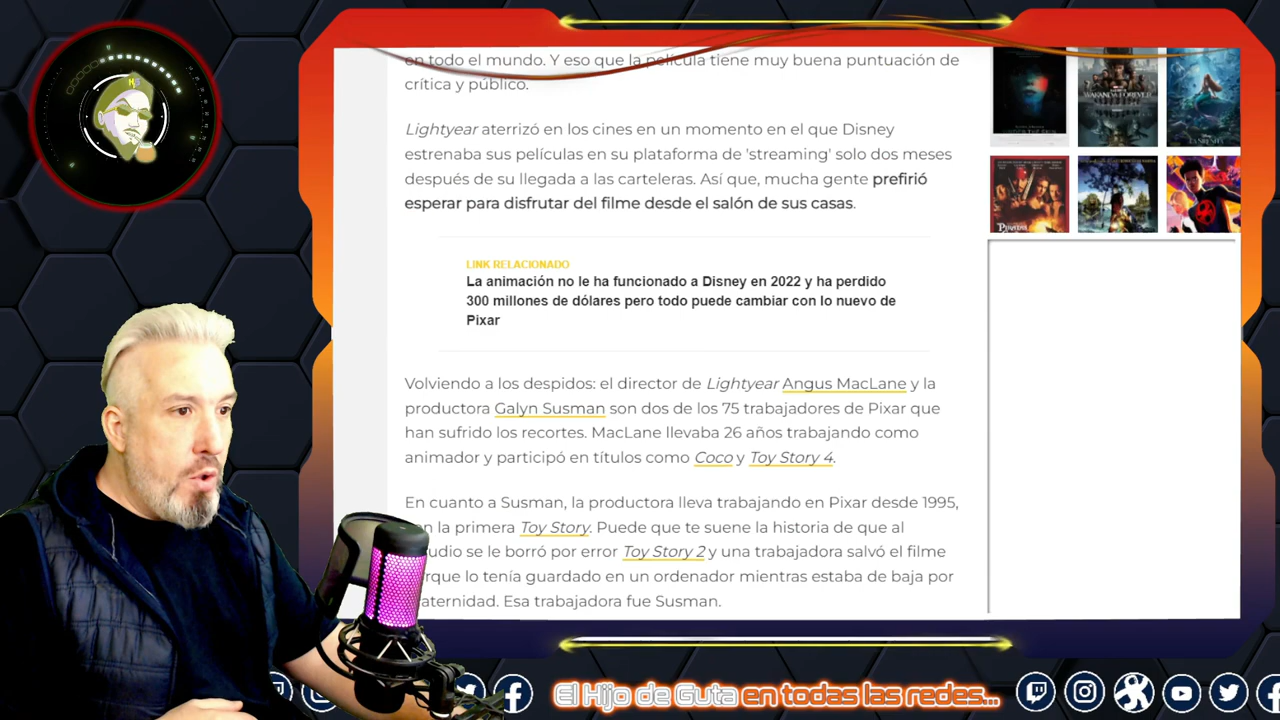 en todo el mundo. Y eso que la película tiene muy buena puntuación de
crítica y público.
Lightyear aterrizó en los cines en un momento en el que Disney
estrenaba sus películas en su plataforma de 'streaming' solo dos meses
después de su llegada a las carteleras. Así que, mucha gente prefirió
esperar para disfrutar del filme desde el salón de sus casas.
LINK RELACIONADO
La animación no le ha funcionado a Disney en 2022 y ha perdido
300 millones de dólares pero todo puede cambiar con lo nuevo de
Pixar
Volviendo a los despidos: el director de Lightyear Angus MacLane y la
productora Galyn Susman son dos de los 75 trabajadores de Pixar que
han sufrido los recortes. MacLane llevaba 26 años trabajando como
animador y participó en títulos como Coco y Toy Story 4.
En cuanto a Susman, la productora lleva trabajando en Pixar desde 1995,
la primera Toy Story. Puede que te suene la historia de que al
se le borró por error Toy Story 2 y una trabajadora salvó el filme
lo tenía guardado en un ordenador mientras estaba de baja por
Esa trabajadora fue Susman.
WAKANDA FOREVER
El Hijo de Guta en todas las redes...